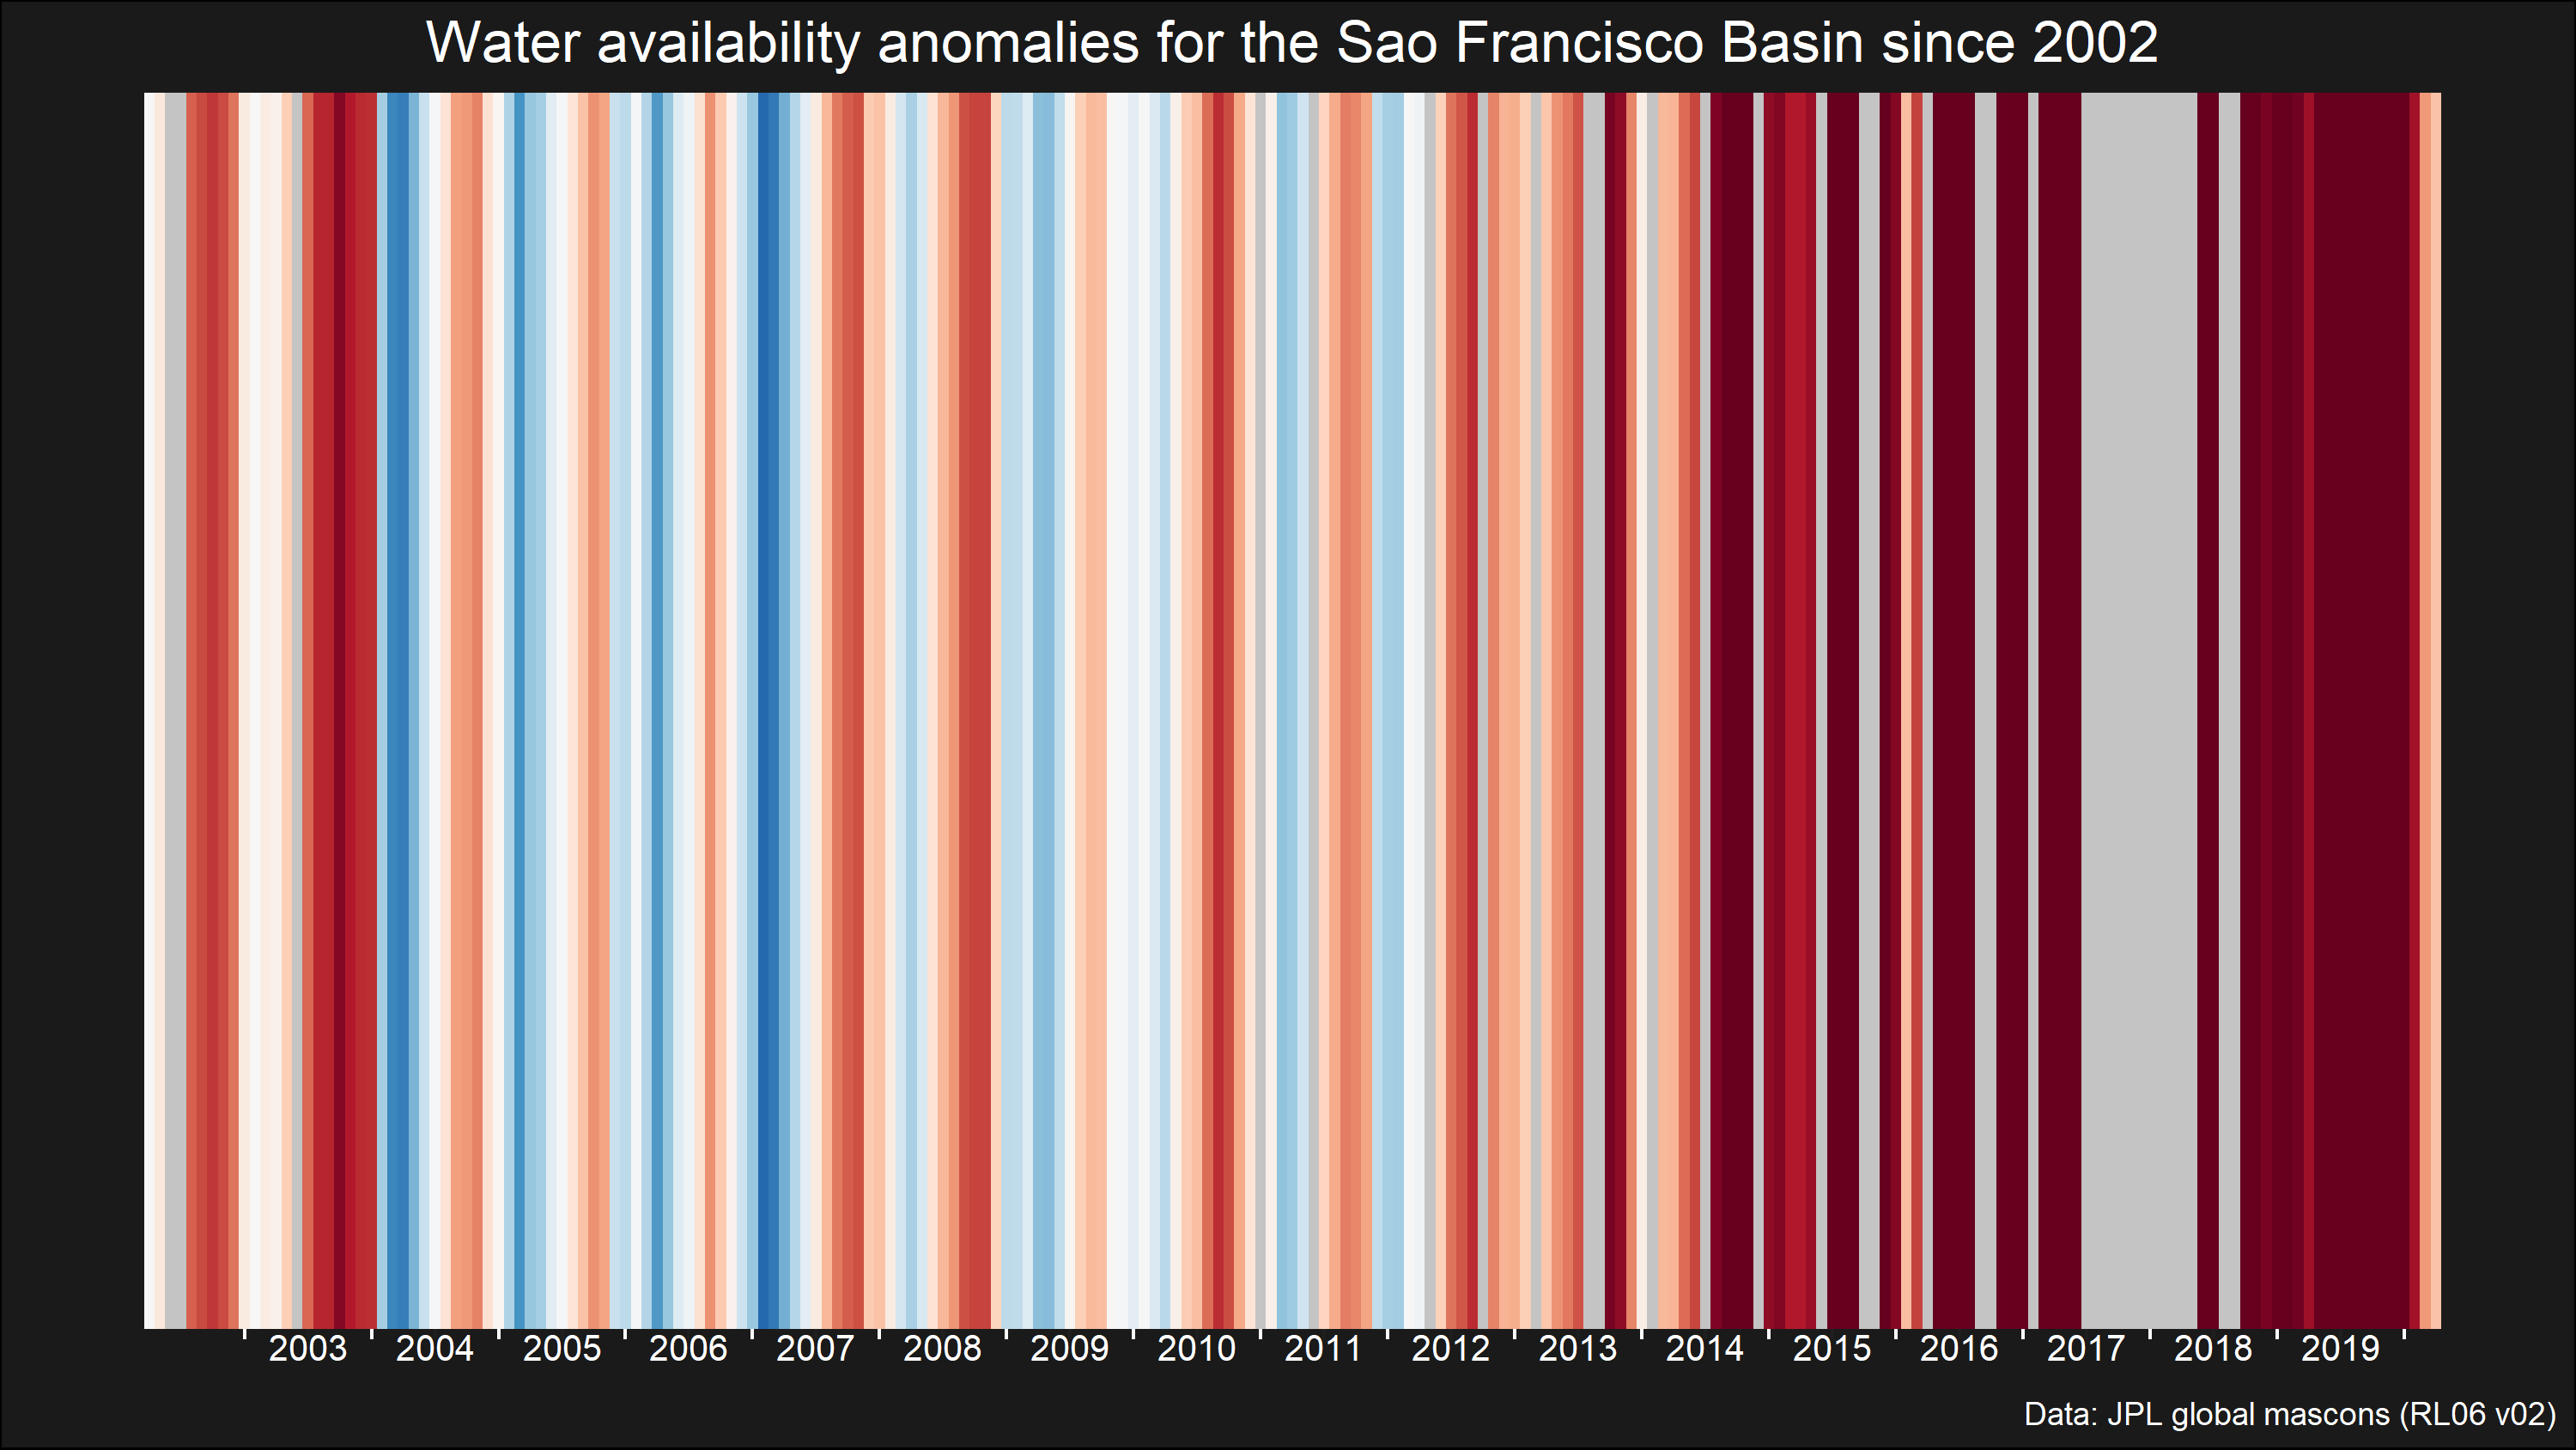 Water availability anomalies for the Sao Francisco Basin since 2002
2003 2004 2005 2006 2007 2008 2009 2010 2011 2012 2013 2014 2015 2016 2017 2018 2019
Data: JPL global mascons (RL06 v02)